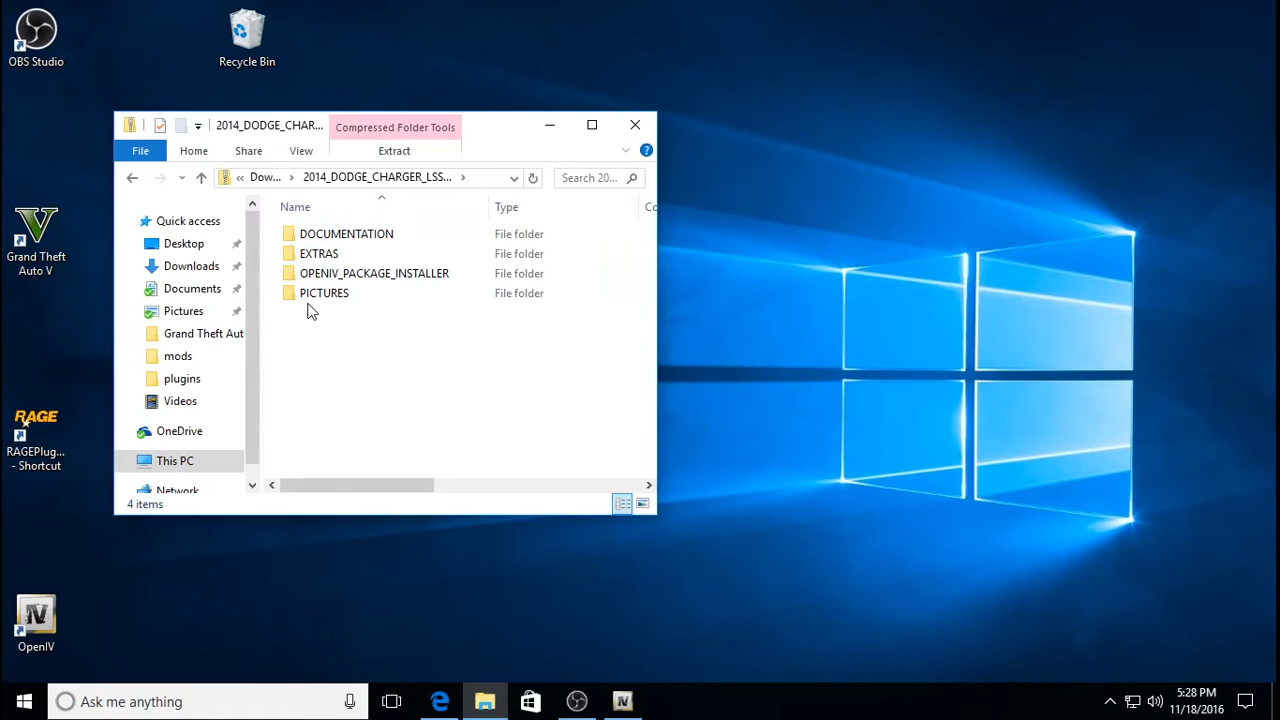 OBS Studio
Recycle Bin
Grand Theft
Auto V
RAGE
RAGEPlug...
- Shortcut
IV
OpenIV
2014_DODGE_CHAR...
Compressed Folder Tools
File
Home
Share
View
Extract
« Dow... › 2014_DODGE_CHARGER_LSS... ›
Search 20...
Quick access
Desktop
Downloads
Documents
Pictures
Grand Theft Aut
mods
plugins
Videos
OneDrive
This PC
Network
Name
Type
Co
DOCUMENTATION
File folder
EXTRAS
File folder
OPENIV_PACKAGE_INSTALLER
File folder
PICTURES
File folder
4 items
Ask me anything
5:28 PM
11/18/2016